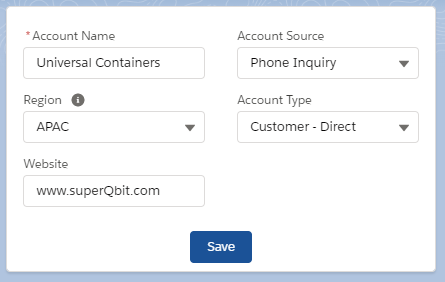 *Account Name
Account Source
Universal Containers
Phone Inquiry
Region
Account Type
APAC
Customer - Direct
Website
www.superQbit.com
Save